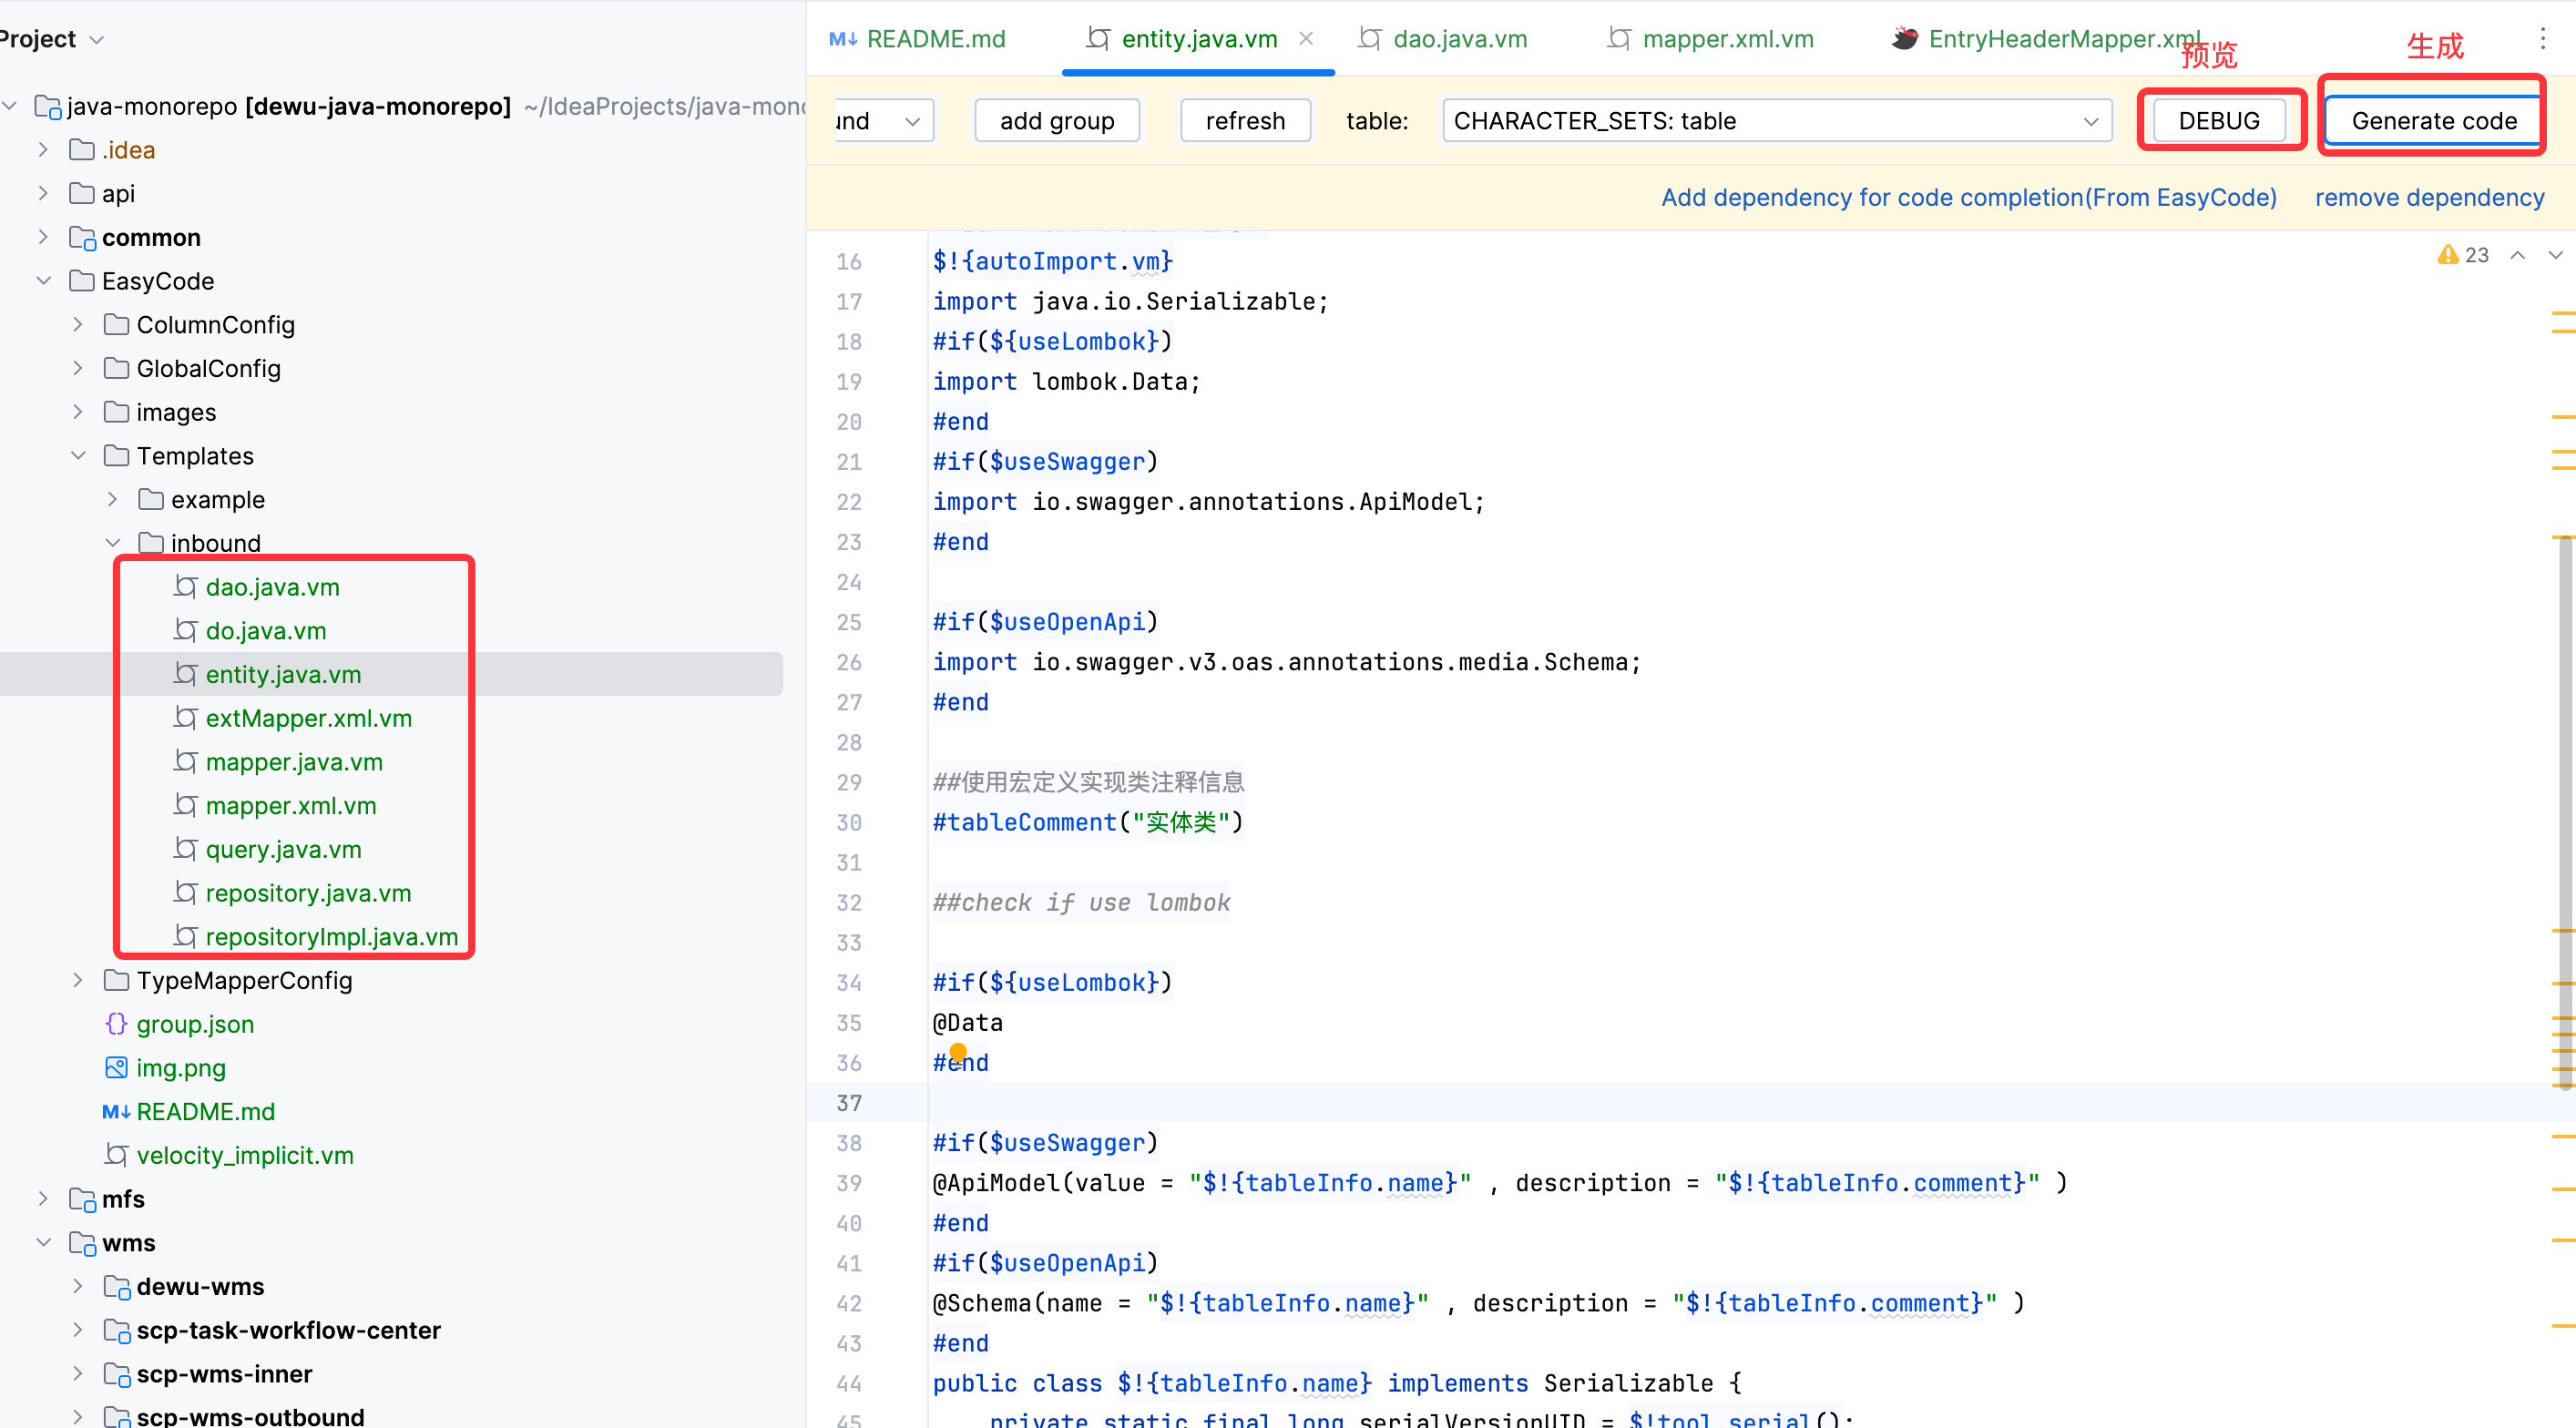 Project
README.md
entity.java.vm
dao.java.vm
mapper.xml.vm
EntryHeaderMapper.xml
预览
生成
java-monorepo [dewu-java-monorepo] ~/IdeaProjects/java-mono
.idea
api
common
EasyCode
ColumnConfig
GlobalConfig
images
Templates
example
inbound
dao.java.vm
do.java.vm
entity.java.vm
extMapper.xml.vm
mapper.java.vm
mapper.xml.vm
query.java.vm
repository.java.vm
repositoryImpl.java.vm
TypeMapperConfig
group.json
img.png
README.md
velocity_implicit.vm
mfs
wms
dewu-wms
scp-task-workflow-center
scp-wms-inner
scp-wms-outbound
und
add group
refresh
table:
CHARACTER_SETS: table
DEBUG
Generate code
Add dependency for code completion(From EasyCode)
remove dependency
23
16 $!{autoImport.vm}
17 import java.io.Serializable;
18 #if(${useLombok})
19 import lombok.Data;
20 #end
21 #if($useSwagger)
22 import io.swagger.annotations.ApiModel;
23 #end
24
25 #if($useOpenApi)
26 import io.swagger.v3.oas.annotations.media.Schema;
27 #end
28
29 ##使用宏定义实现类注释信息
30 #tableComment("实体类")
31
32 ##check if use lombok
33
34 #if(${useLombok})
35 @Data
36 #end
37
38 #if($useSwagger)
39 @ApiModel(value = "$!{tableInfo.name}" , description = "$!{tableInfo.comment}" )
40 #end
41 #if($useOpenApi)
42 @Schema(name = "$!{tableInfo.name}" , description = "$!{tableInfo.comment}" )
43 #end
44 public class $!{tableInfo.name} implements Serializable {
45 private static final long serialVersionUID = $!tool.serial();